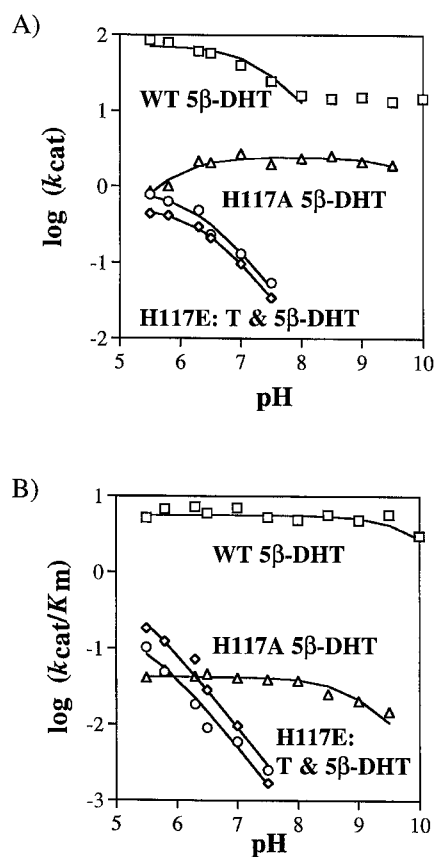 A)
log (kcat)
2
1
0
-1
-2
WT 5β-DHT
H117A 5β-DHT
H117E: T & 5β-DHT
5 6 7 8 9 10
pH
B)
log (kcat/Km)
1
0
-1
-2
-3
WT 5β-DHT
H117A 5β-DHT
H117E:
T & 5β-DHT
5 6 7 8 9 10
pH